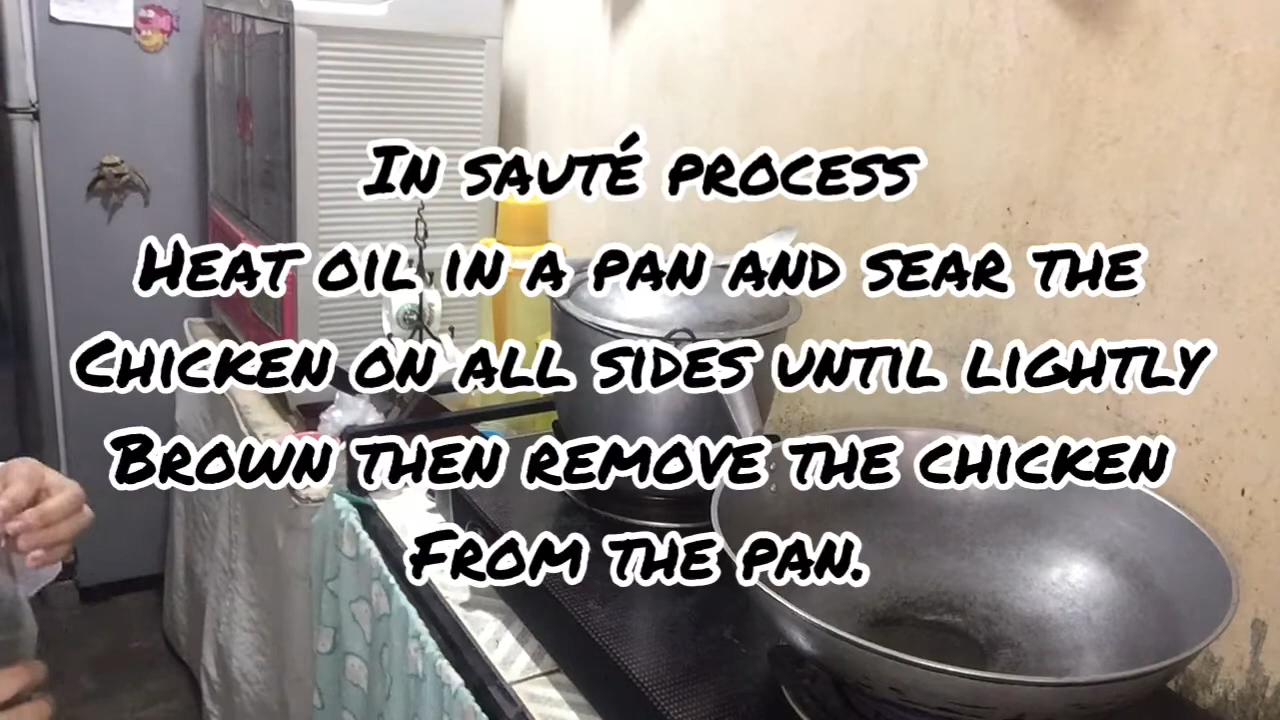 In sauté process
Heat oil in a pan and sear the
Chicken on all sides until lightly
Brown then remove the chicken
From the pan.